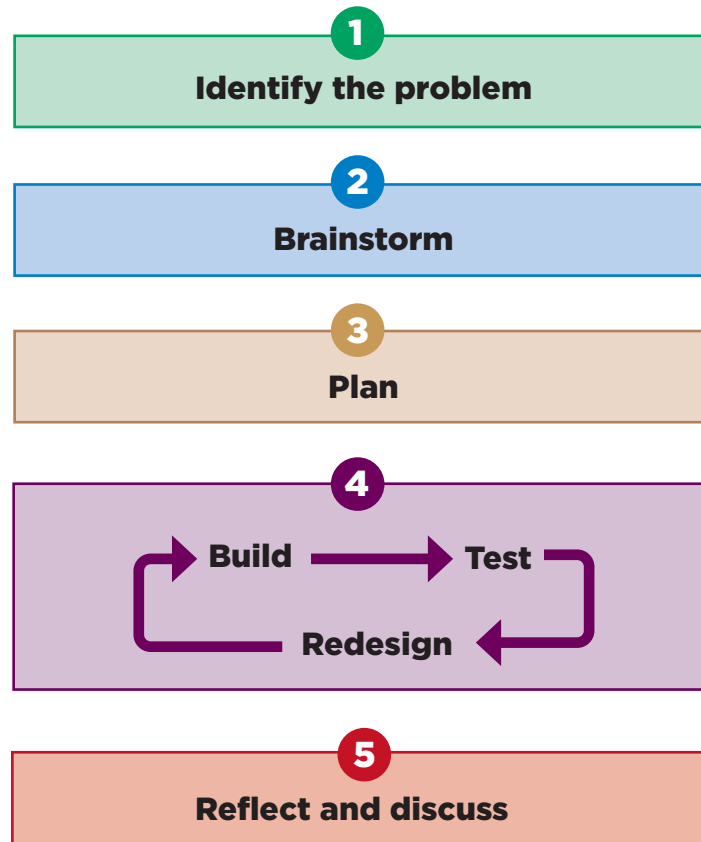 1
Identify the problem
2
Brainstorm
3
Plan
4
Build Test
Redesign
5
Reflect and discuss